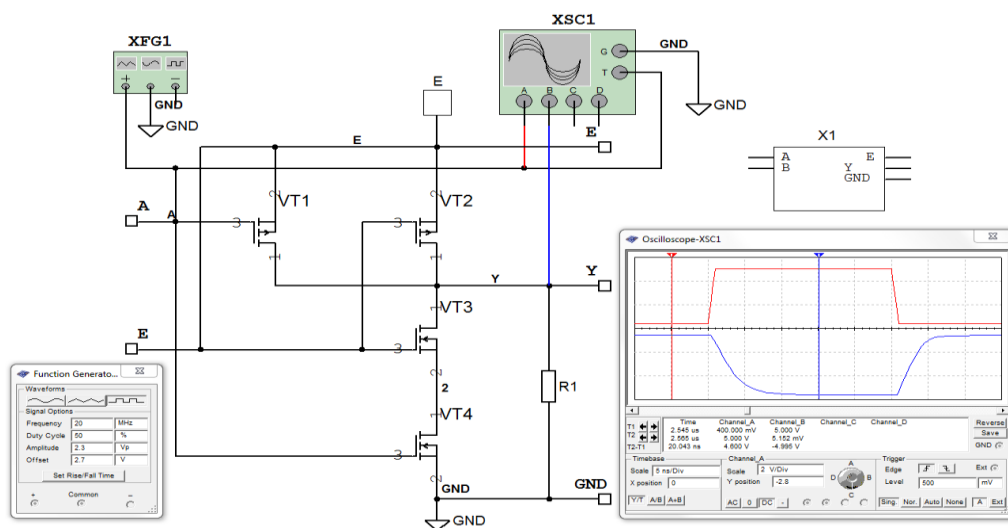 XFG1
GND
GND
XSC1
G
T
A B C D
GND
GND
E
E
E
X1
A
B
E
Y
GND
2
VT1
3
1
2
VT2
1
A
A
Y
Y
1
VT3
3
2
E
2
1
VT4
3
2
R1
GND
GND
GND
Function Generato...
Waveforms
Signal Options
Frequency 20 MHz
Duty Cycle 50 %
Amplitude 2.3 Vp
Offset 2.7 V
Set Rise/Fall Time
+ Common -
Oscilloscope-XSC1
Time Channel_A Channel_B Channel_C Channel_D
T1 2.545 us 400.000 mV 5.000 V
T2 2.565 us 5.000 V 5.152 mV
T2-T1 20.043 ns 4.600 V -4.995 V
Reverse
Save
GND
Timebase
Scale 5 ns/Div
X position 0
Y/T A/B A+B
Channel_A
Scale 2 V/Div
Y position -2.8
AC 0 DC -
A
B
C
D
Trigger
Edge Ext
Level 500 mV
Sing. Nor. Auto None A Ext